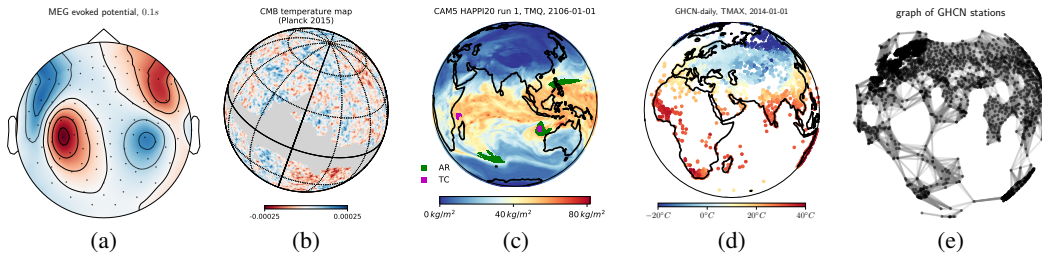 MEG evoked potential, 0.1s
CMB temperature map
(Planck 2015)
CAM5 HAPPI20 run 1, TMQ, 2106-01-01
GHCN-daily, TMAX, 2014-01-01
graph of GHCN stations
AR
TC
-0.00025 0.00025
0 kg/m² 40 kg/m² 80 kg/m²
−20°C 0°C 20°C 40°C
(a) (b) (c) (d) (e)